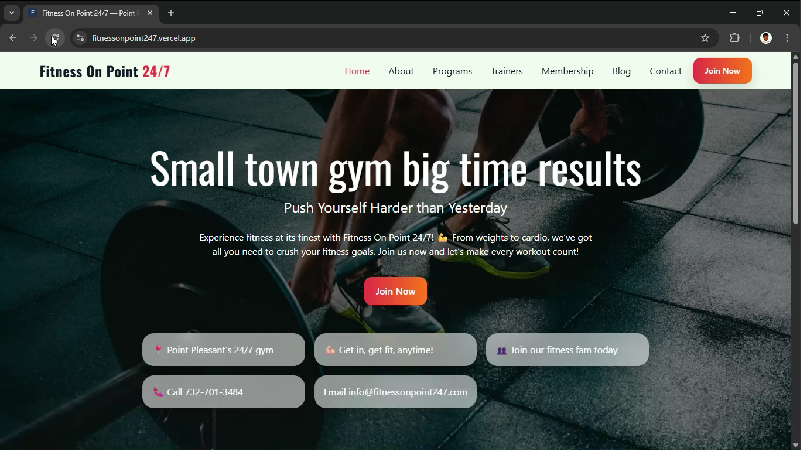 Fitness On Point 24/7 — Point P
fitnessonpoint247.vercel.app
Fitness On Point 24/7
Home About Programs Trainers Membership Blog Contact Join Now
Small town gym big time results
Push Yourself Harder than Yesterday
Experience fitness at its finest with Fitness On Point 24/7! 💪 From weights to cardio, we've got
all you need to crush your fitness goals. Join us now and let's make every workout count!
Join Now
📍 Point Pleasant's 24/7 gym
💪 Get in, get fit, anytime!
👥 Join our fitness fam today
📞 Call 732-701-3484
Email info@fitnessonpoint247.com